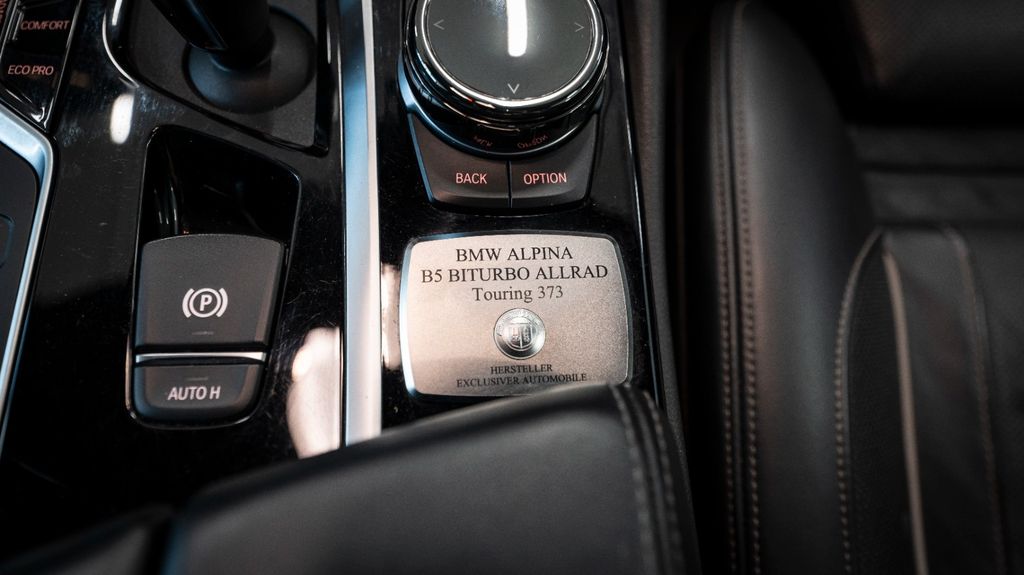 COMFORT
ECO PRO
BACK
OPTION
BMW ALPINA
B5 BITURBO ALLRAD
Touring 373
HERSTELLER
EXCLUSIVER AUTOMOBILE
P
AUTO H